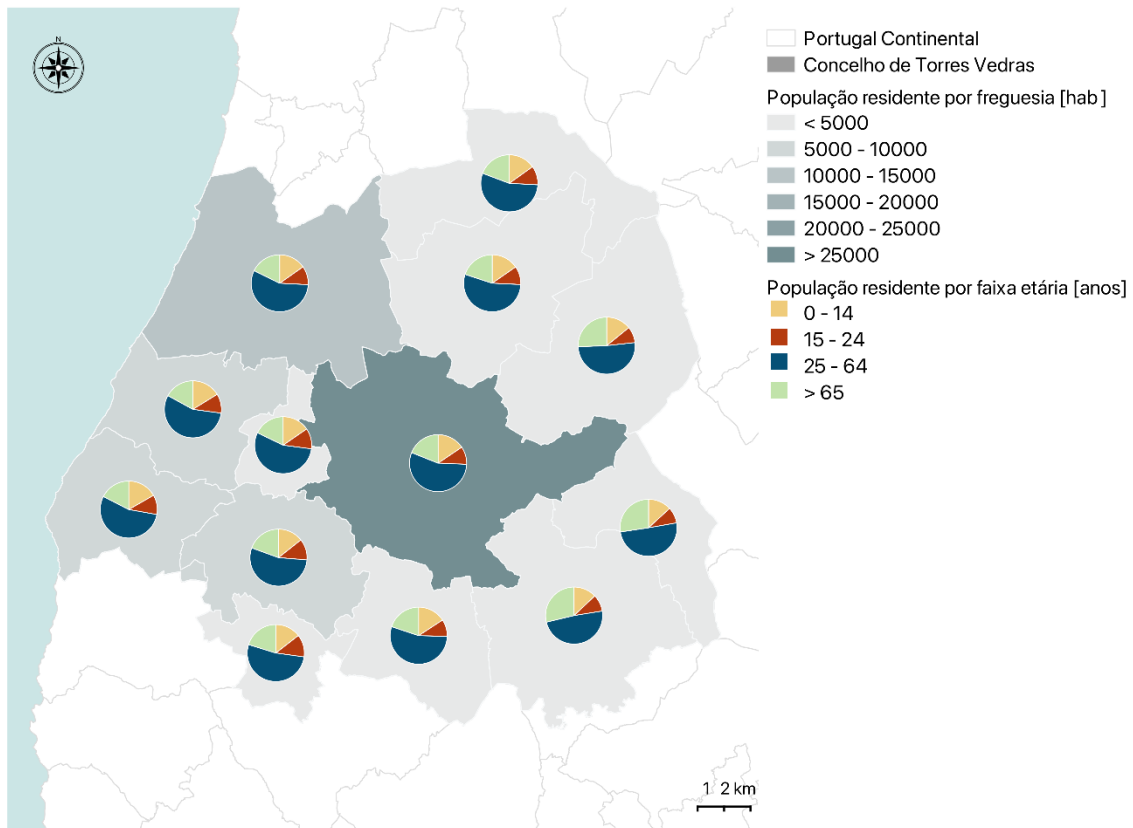 N
Portugal Continental
Concelho de Torres Vedras
População residente por freguesia [hab]
< 5000
5000 - 10000
10000 - 15000
15000 - 20000
20000 - 25000
> 25000
População residente por faixa etária [anos]
0 - 14
15 - 24
25 - 64
> 65
1 2 km